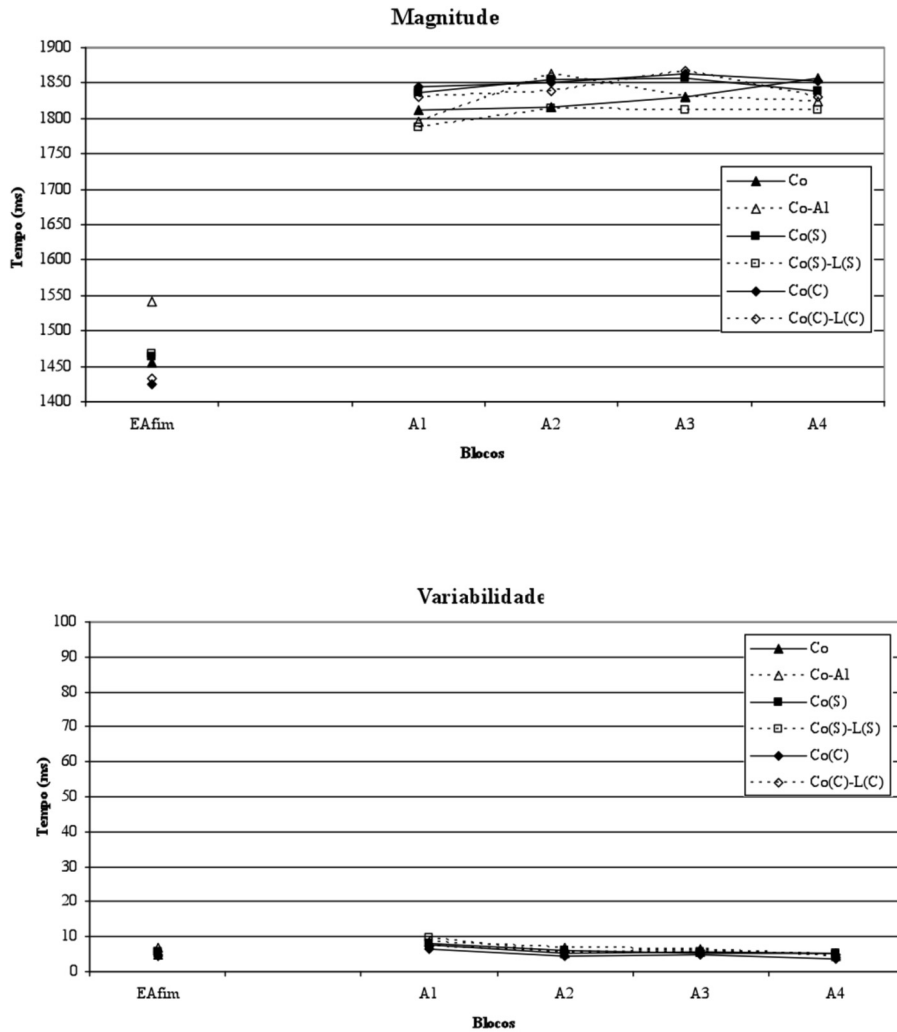 Magnitude
1900
1850
1800
1750
1700
1650
1600
1550
1500
1450
1400
Tempo (ms)
Co
Co-Al
Co(S)
Co(S)-L(S)
Co(C)
Co(C)-L(C)
EAfim A1 A2 A3 A4
Blocos
Variabilidade
100
90
80
70
60
50
40
30
20
10
0
Tempo (ms)
Co
Co-Al
Co(S)
Co(S)-L(S)
Co(C)
Co(C)-L(C)
EAfim A1 A2 A3 A4
Blocos